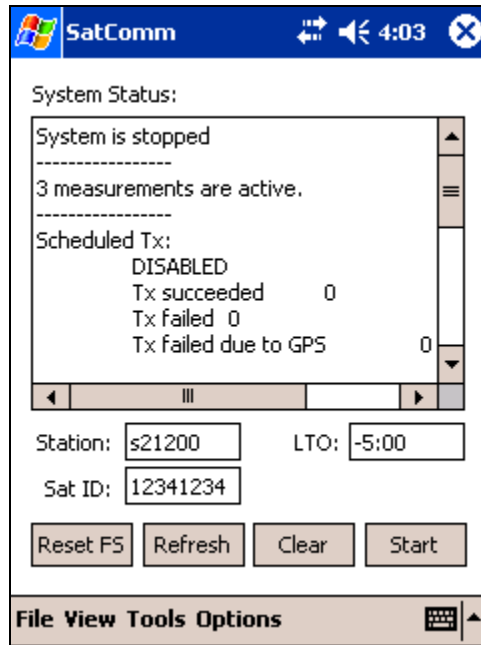 SatComm 4:03
System Status:
System is stopped
-----------------
3 measurements are active.
-----------------
Scheduled Tx:
DISABLED
Tx succeeded 0
Tx failed 0
Tx failed due to GPS 0
Station: s21200 LTO: -5:00
Sat ID: 12341234
Reset FS Refresh Clear Start
File View Tools Options